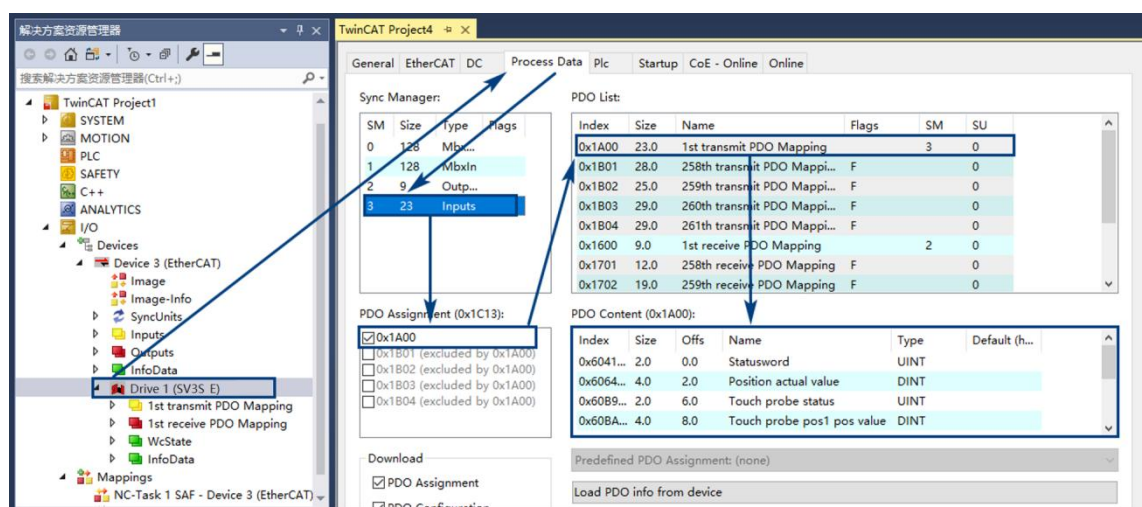 解决方案资源管理器
搜索解决方案资源管理器(Ctrl+;)
TwinCAT Project1
SYSTEM
MOTION
PLC
SAFETY
C++
ANALYTICS
I/O
Devices
Device 3 (EtherCAT)
Image
Image-Info
SyncUnits
Inputs
Outputs
InfoData
Drive 1 (SV3S_E)
1st transmit PDO Mapping
1st receive PDO Mapping
WcState
InfoData
Mappings
NC-Task 1 SAF - Device 3 (EtherCAT)
TwinCAT Project4
General EtherCAT DC Process Data Plc Startup CoE - Online Online
Sync Manager:
SM Size Type Flags
0 128 Mbx...
1 128 MbxIn
2 9 Outp...
3 23 Inputs
PDO List:
Index Size Name Flags SM SU
0x1A00 23.0 1st transmit PDO Mapping 3 0
0x1B01 28.0 258th transmit PDO Mappi... F 0
0x1B02 25.0 259th transmit PDO Mappi... F 0
0x1B03 29.0 260th transmit PDO Mappi... F 0
0x1B04 29.0 261th transmit PDO Mappi... F 0
0x1600 9.0 1st receive PDO Mapping 2 0
0x1701 12.0 258th receive PDO Mapping F 0
0x1702 19.0 259th receive PDO Mapping F 0
PDO Assignment (0x1C13):
0x1A00
0x1B01 (excluded by 0x1A00)
0x1B02 (excluded by 0x1A00)
0x1B03 (excluded by 0x1A00)
0x1B04 (excluded by 0x1A00)
PDO Content (0x1A00):
Index Size Offs Name Type Default (h...
0x6041... 2.0 0.0 Statusword UINT
0x6064... 4.0 2.0 Position actual value DINT
0x60B9... 2.0 6.0 Touch probe status UINT
0x60BA... 4.0 8.0 Touch probe pos1 pos value DINT
Download
PDO Assignment
PDO Configuration
Predefined PDO Assignment: (none)
Load PDO info from device